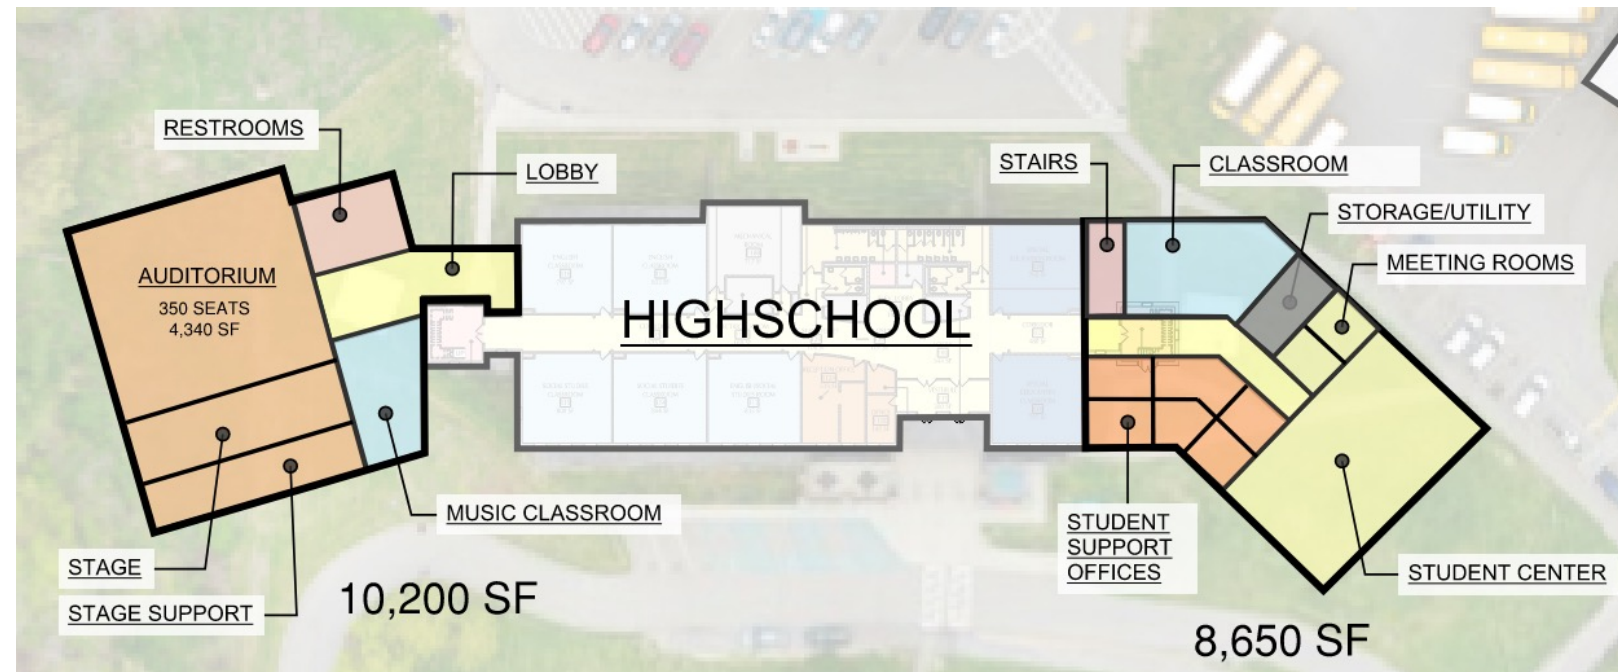 RESTROOMS
LOBBY
STAIRS
CLASSROOM
STORAGE/UTILITY
MEETING ROOMS
AUDITORIUM
350 SEATS
4,340 SF
HIGHSCHOOL
MUSIC CLASSROOM
STUDENT
SUPPORT
OFFICES
STAGE
STAGE SUPPORT
STUDENT CENTER
10,200 SF
8,650 SF